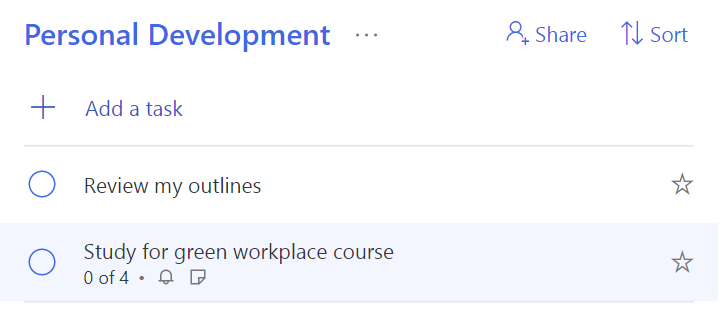 Personal Development ··· Share Sort
Add a task
Review my outlines
Study for green workplace course
0 of 4 •